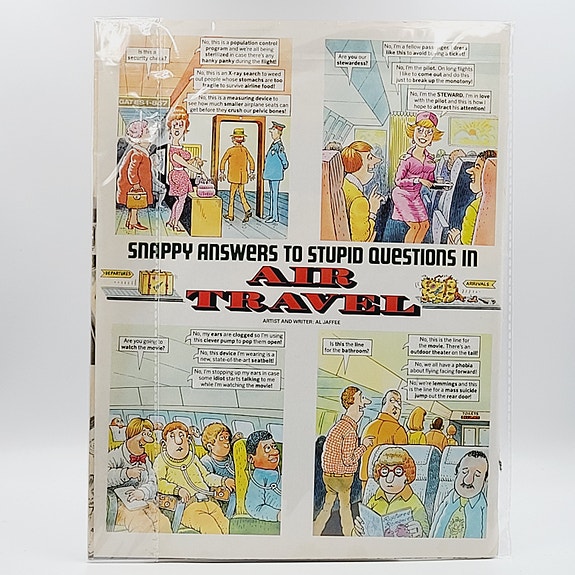 Is this a
security check?
No, this is a population control
program and we're all being
sterilized in case there's any
hanky panky during the flight!
No, this is an X-ray search to weed
out people whose stomachs are too
fragile to survive airline food!
No, this is a measuring device to
see how much smaller airplane seats can
get before they crush our pelvic bones!
GATES 1-867
Are you our
stewardess?
No, I'm a fellow passenger. I dress
like this to avoid buying a ticket!
No, I'm the pilot. On long flights
I like to come out and do this
just to break up the monotony!
No, I'm the STEWARD. I'm in love
with the pilot and this is how I
hope to attract his attention!
SNAPPY ANSWERS TO STUPID QUESTIONS IN
AIR
TRAVEL
DEPARTURES
ARRIVALS
ARTIST AND WRITER: AL JAFFEE
Are you going to
watch the movie?
No, my ears are clogged so I'm using
this clever pump to pop them open!
No, this device I'm wearing is a
new, state-of-the-art seatbelt!
No, I'm stopping up my ears in case
some idiot starts talking to me
while I'm watching the movie!
Is this the line
for the bathroom?
No, this is the line for
the movie. There's an
outdoor theater on the tail!
No, we all have a phobia
about flying facing forward!
No, we're lemmings and this
is the line for a mass suicide
jump out the rear door!
TOILETS